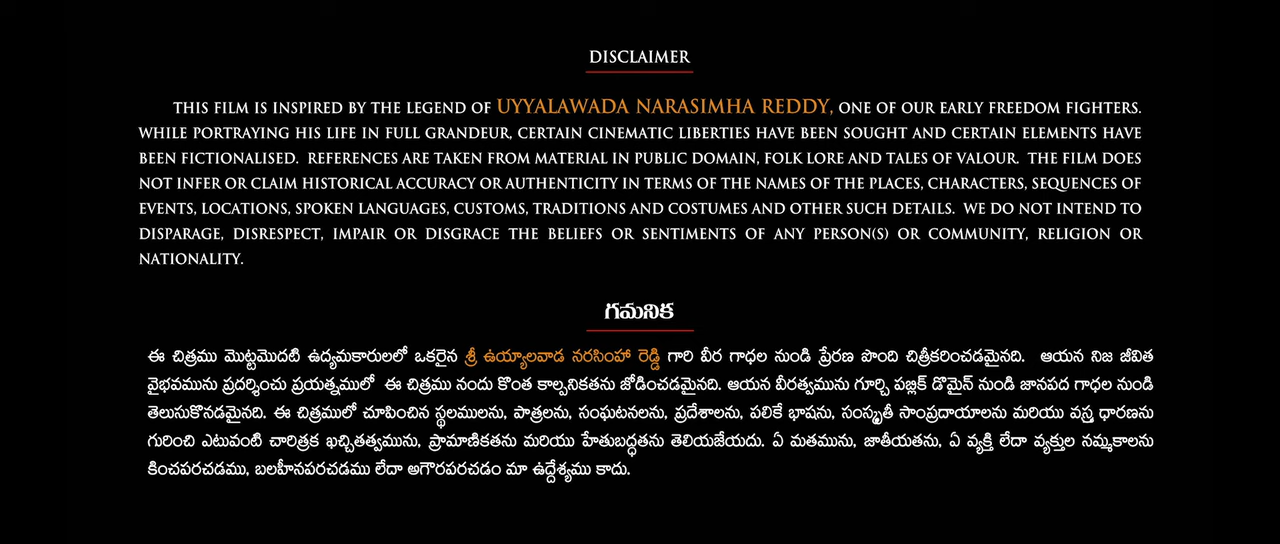 DISCLAIMER
THIS FILM IS INSPIRED BY THE LEGEND OF UYYALAWADA NARASIMHA REDDY, ONE OF OUR EARLY FREEDOM FIGHTERS.
WHILE PORTRAYING HIS LIFE IN FULL GRANDEUR, CERTAIN CINEMATIC LIBERTIES HAVE BEEN SOUGHT AND CERTAIN ELEMENTS HAVE
BEEN FICTIONALISED. REFERENCES ARE TAKEN FROM MATERIAL IN PUBLIC DOMAIN, FOLK LORE AND TALES OF VALOUR. THE FILM DOES
NOT INFER OR CLAIM HISTORICAL ACCURACY OR AUTHENTICITY IN TERMS OF THE NAMES OF THE PLACES, CHARACTERS, SEQUENCES OF
EVENTS, LOCATIONS, SPOKEN LANGUAGES, CUSTOMS, TRADITIONS AND COSTUMES AND OTHER SUCH DETAILS. WE DO NOT INTEND TO
DISPARAGE, DISRESPECT, IMPAIR OR DISGRACE THE BELIEFS OR SENTIMENTS OF ANY PERSON(S) OR COMMUNITY, RELIGION OR
NATIONALITY.
గమనిక
ఈ చిత్రము మొట్టమొదటి ఉద్యమకారులలో ఒకరైన శ్రీ ఉయ్యాలవాడ నరసింహా రెడ్డి గారి వీర గాధల నుండి ప్రేరణ పొంది చిత్రీకరించడమైనది. ఆయన నిజ జీవిత
వైభవమును ప్రదర్శించు ప్రయత్నములో ఈ చిత్రము నందు కొంత కాల్పనికతను జోడించడమైనది. ఆయన వీరత్వమును గూర్చి పబ్లిక్ డొమైన్ నుండి జానపద గాధల నుండి
తెలుసుకొనడమైనది. ఈ చిత్రములో చూపించిన స్థలములను, పాత్రలను, సంఘటనలను, ప్రదేశాలను, పలికే భాషను, సంస్కృతీ సాంప్రదాయాలను మరియు వస్త్ర ధారణను
గురించి ఎటువంటి చారిత్రక ఖచ్చితత్వమును, ప్రామాణికతను మరియు హేతుబద్ధతను తెలియజేయదు. ఏ మతమును, జాతీయతను, ఏ వ్యక్తి లేదా వ్యక్తుల నమ్మకాలను
కించపరచడము, బలహీనపరచడము లేదా అగౌరపరచడం మా ఉద్దేశ్యము కాదు.